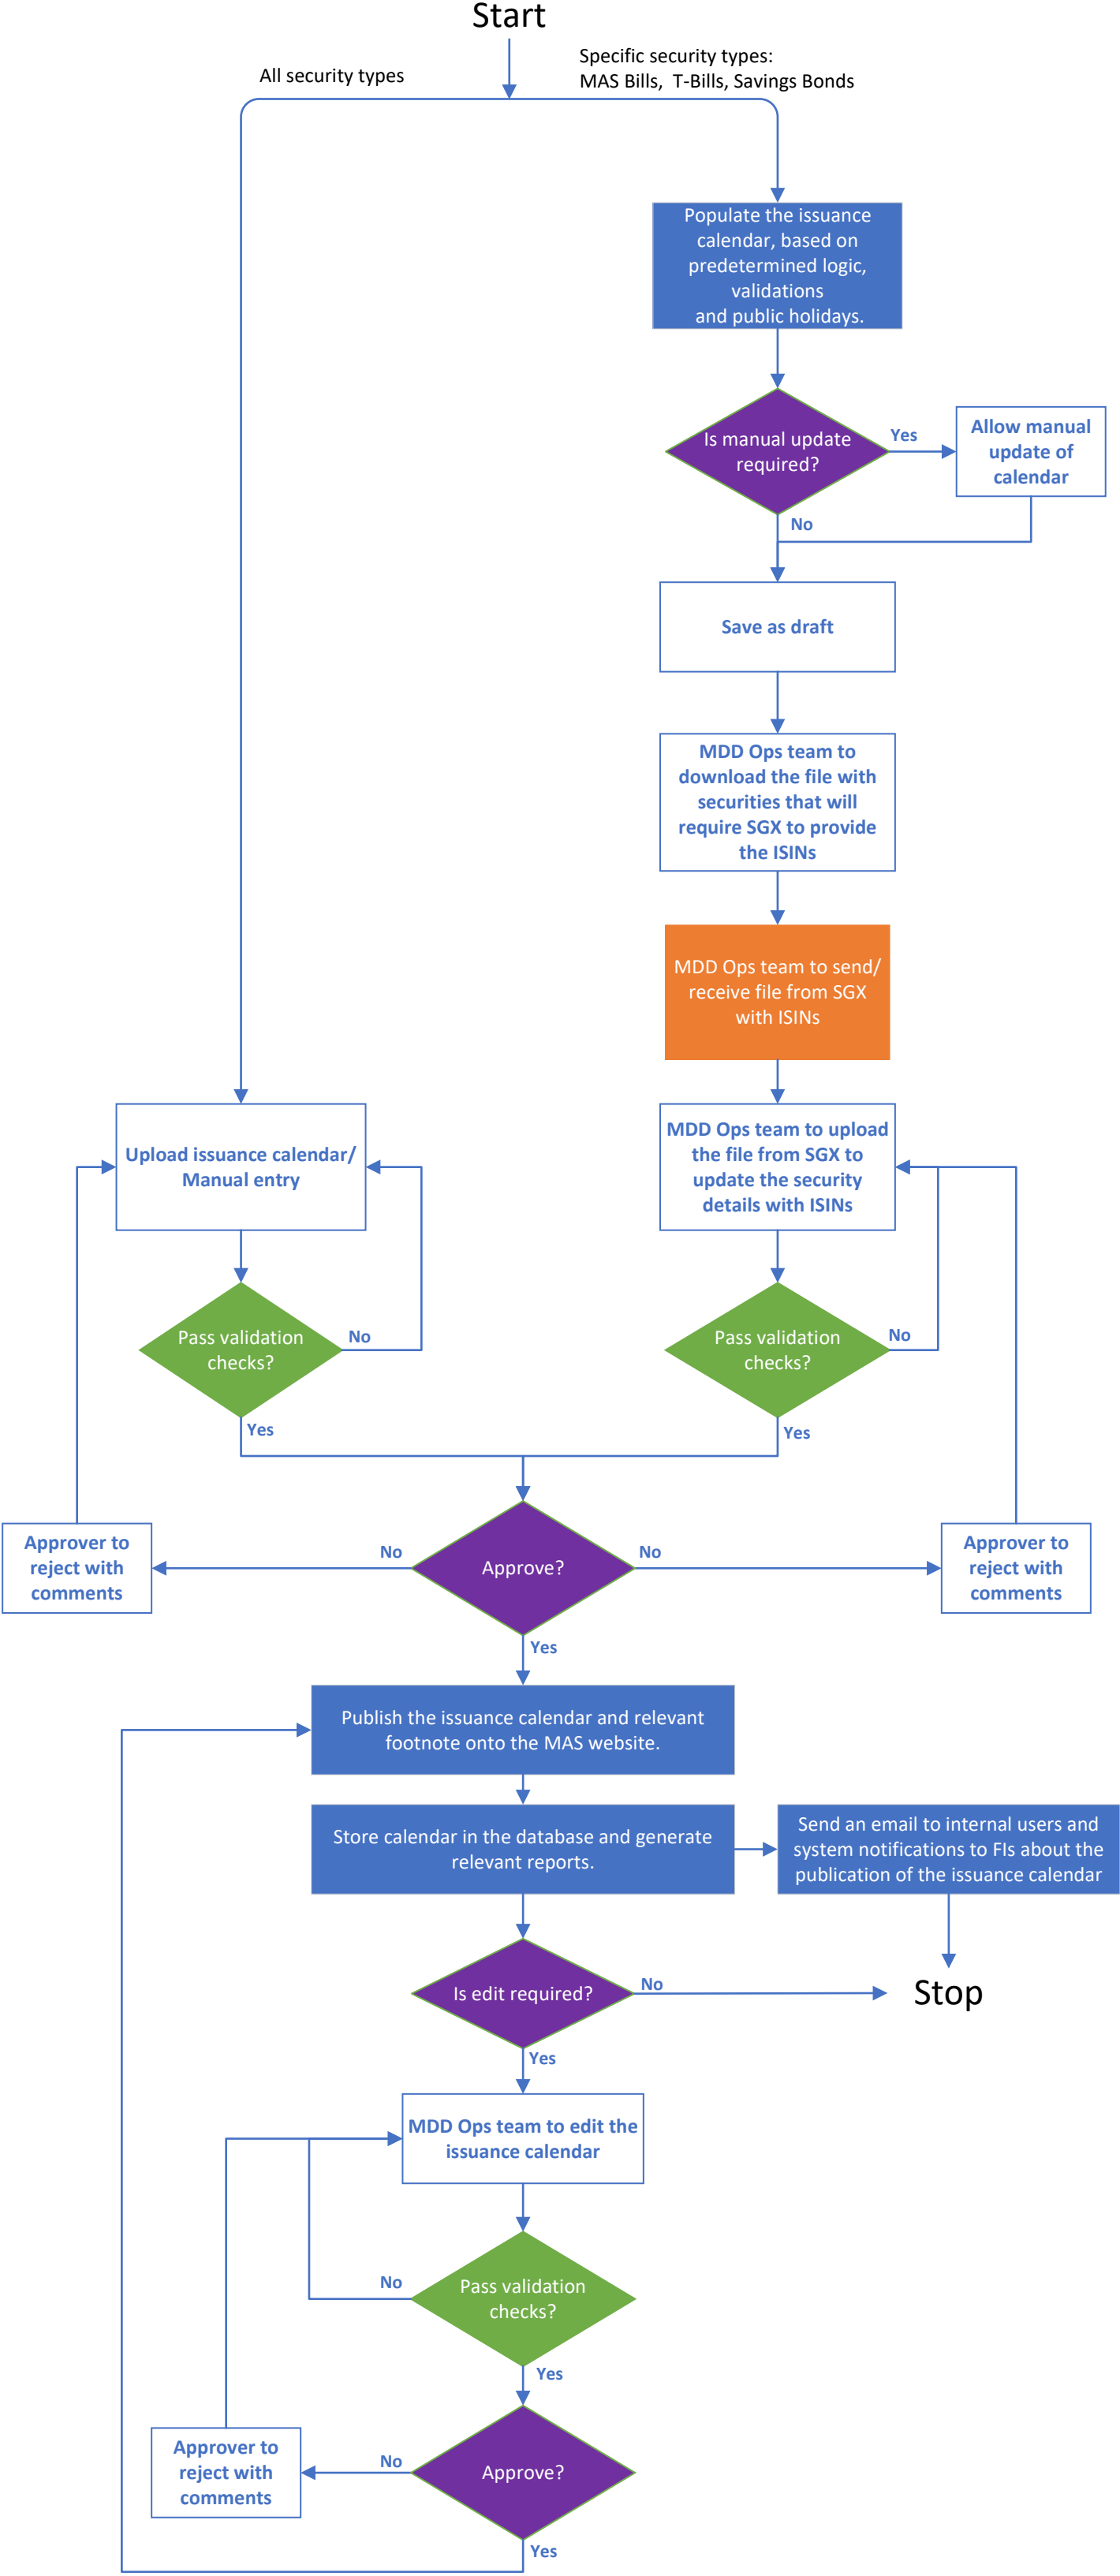 Start
All security types
Specific security types:
MAS Bills, T-Bills, Savings Bonds
Populate the issuance
calendar, based on
predetermined logic,
validations
and public holidays.
Is manual update
required?
Yes
Allow manual
update of
calendar
No
Save as draft
MDD Ops team to
download the file with
securities that will
require SGX to provide
the ISINs
MDD Ops team to send/
receive file from SGX
with ISINs
Upload issuance calendar/
Manual entry
MDD Ops team to upload
the file from SGX to
update the security
details with ISINs
Pass validation
checks?
No
Yes
Pass validation
checks?
No
Yes
Approver to
reject with
comments
No
Approve?
No
Approver to
reject with
comments
Yes
Publish the issuance calendar and relevant
footnote onto the MAS website.
Store calendar in the database and generate
relevant reports.
Send an email to internal users and
system notifications to FIs about the
publication of the issuance calendar
Is edit required?
No
Stop
Yes
MDD Ops team to edit the
issuance calendar
No
Pass validation
checks?
Yes
Approver to
reject with
comments
No
Approve?
Yes